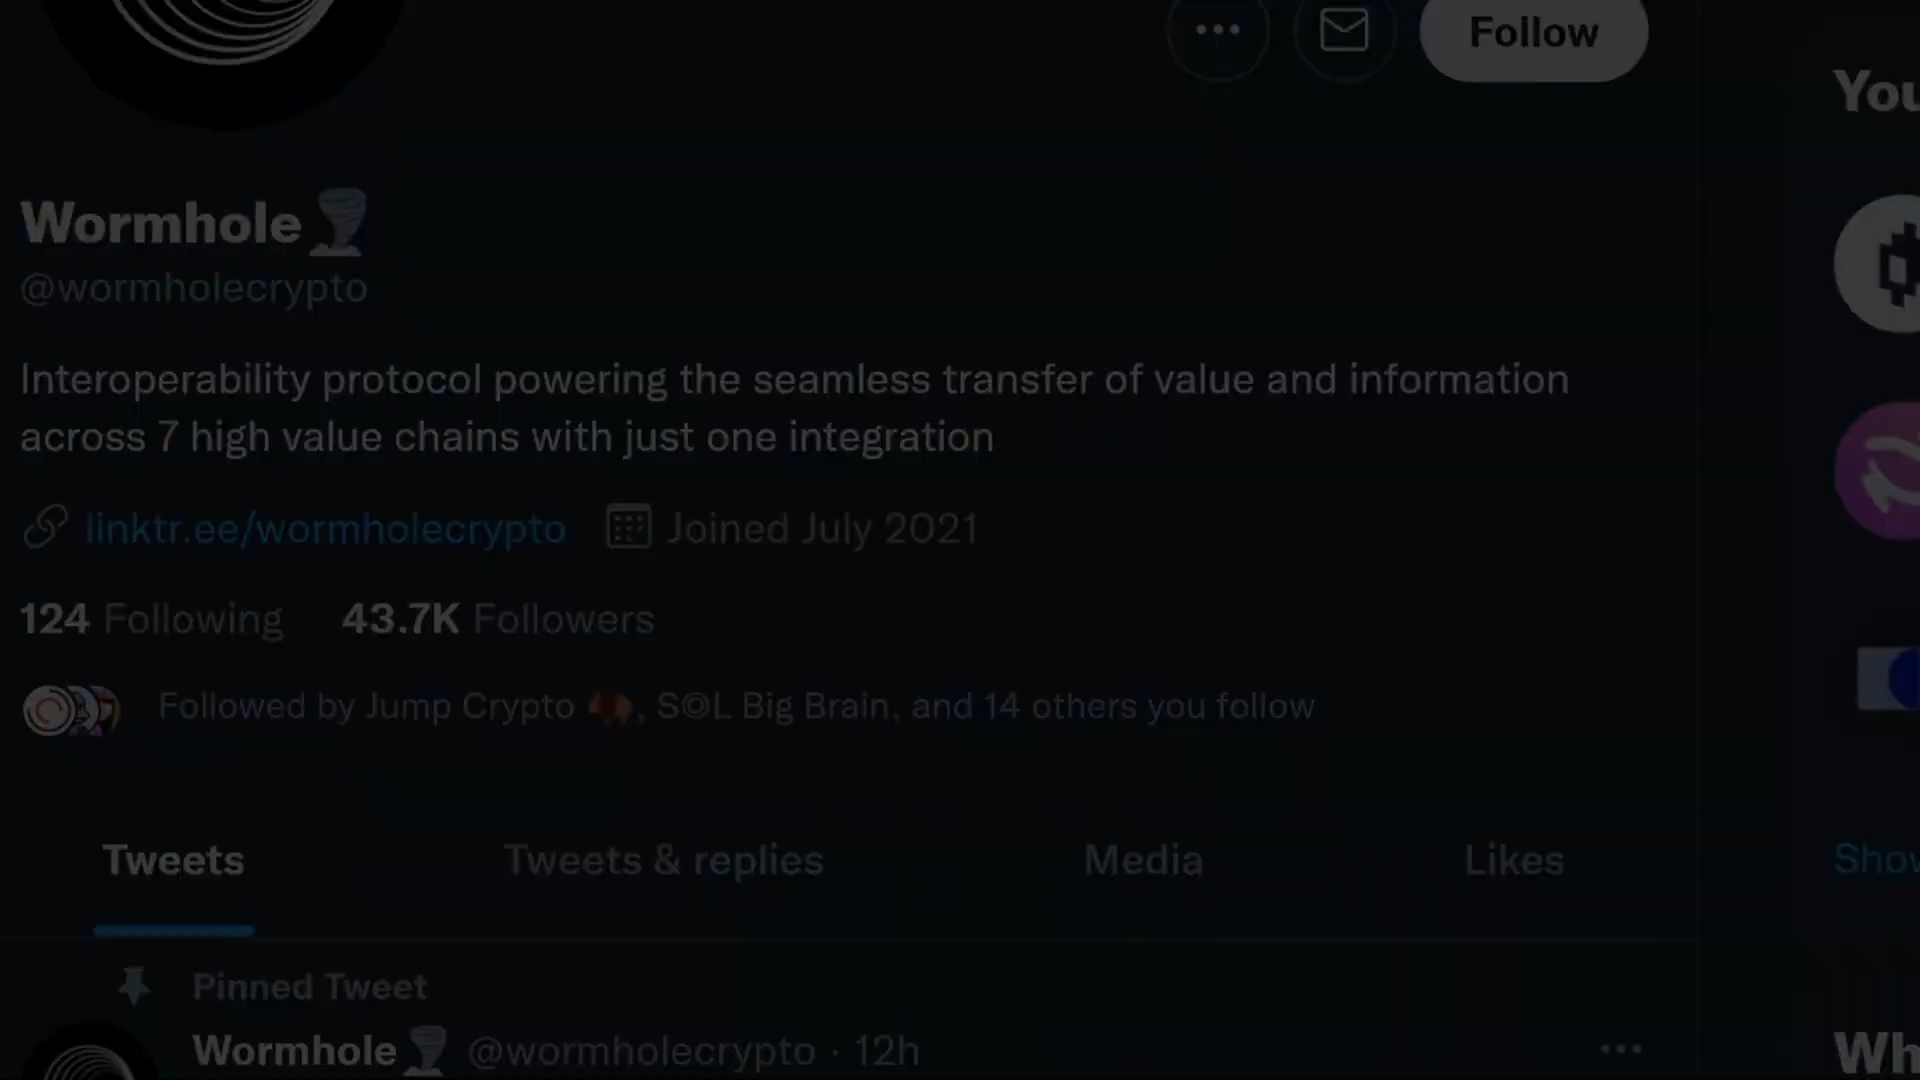 Follow
You
Wormhole
@wormholecrypto
Interoperability protocol powering the seamless transfer of value and information
across 7 high value chains with just one integration
linktr.ee/wormholecrypto Joined July 2021
124 Following 43.7K Followers
Followed by Jump Crypto , S◎L Big Brain, and 14 others you follow
Tweets Tweets & replies Media Likes
Show
Pinned Tweet
Wormhole @wormholecrypto · 12h
Wh